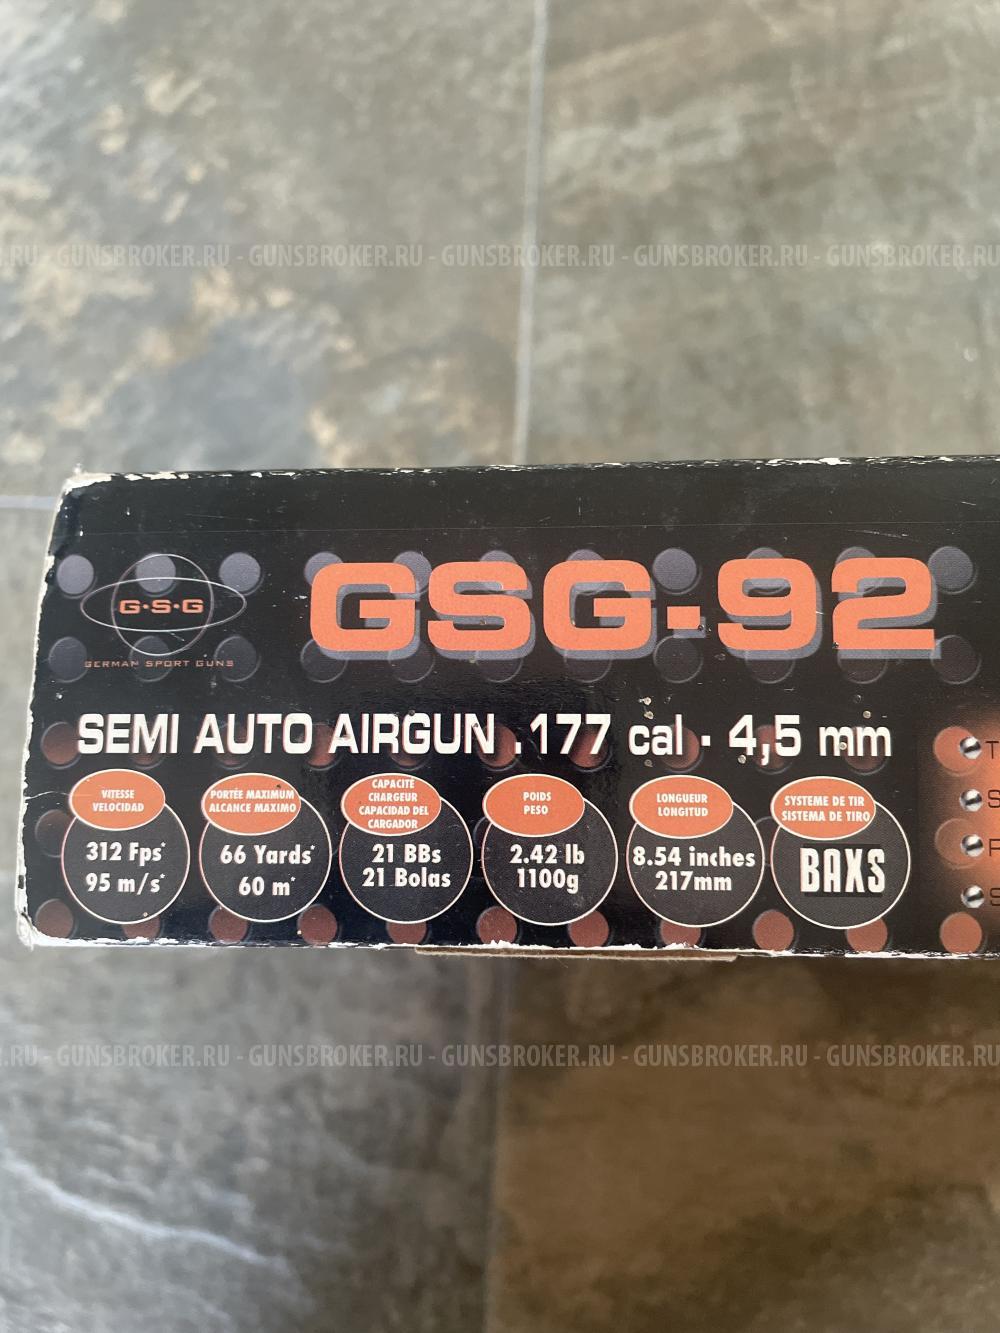 .RU - GUNSBROKER.RU - GUNSBROKER.RU - GUNSBROKER.RU - GUNSBROKER.RU - GUNSBROKER
G·S·G
GERMAN SPORT GUNS
GSG-92
SEMI AUTO AIRGUN .177 cal · 4,5 mm
VITESSE
VELOCIDAD
312 Fps*
95 m/s*
PORTÉE MAXIMUM
ALCANCE MAXIMO
66 Yards*
60 m*
CAPACITÉ
CHARGEUR
CAPACIDAD DEL
CARGADOR
21 BBs
21 Bolas
POIDS
PESO
2.42 lb
1100g
LONGUEUR
LONGITUD
8.54 inches
217mm
SYSTEME DE TIR
SISTEMA DE TIRO
BAXS
.RU - GUNSBROKER.RU - GUNSBROKER.RU - GUNSBROKER.RU - GUNSBROKER.RU - GUNSBROKER